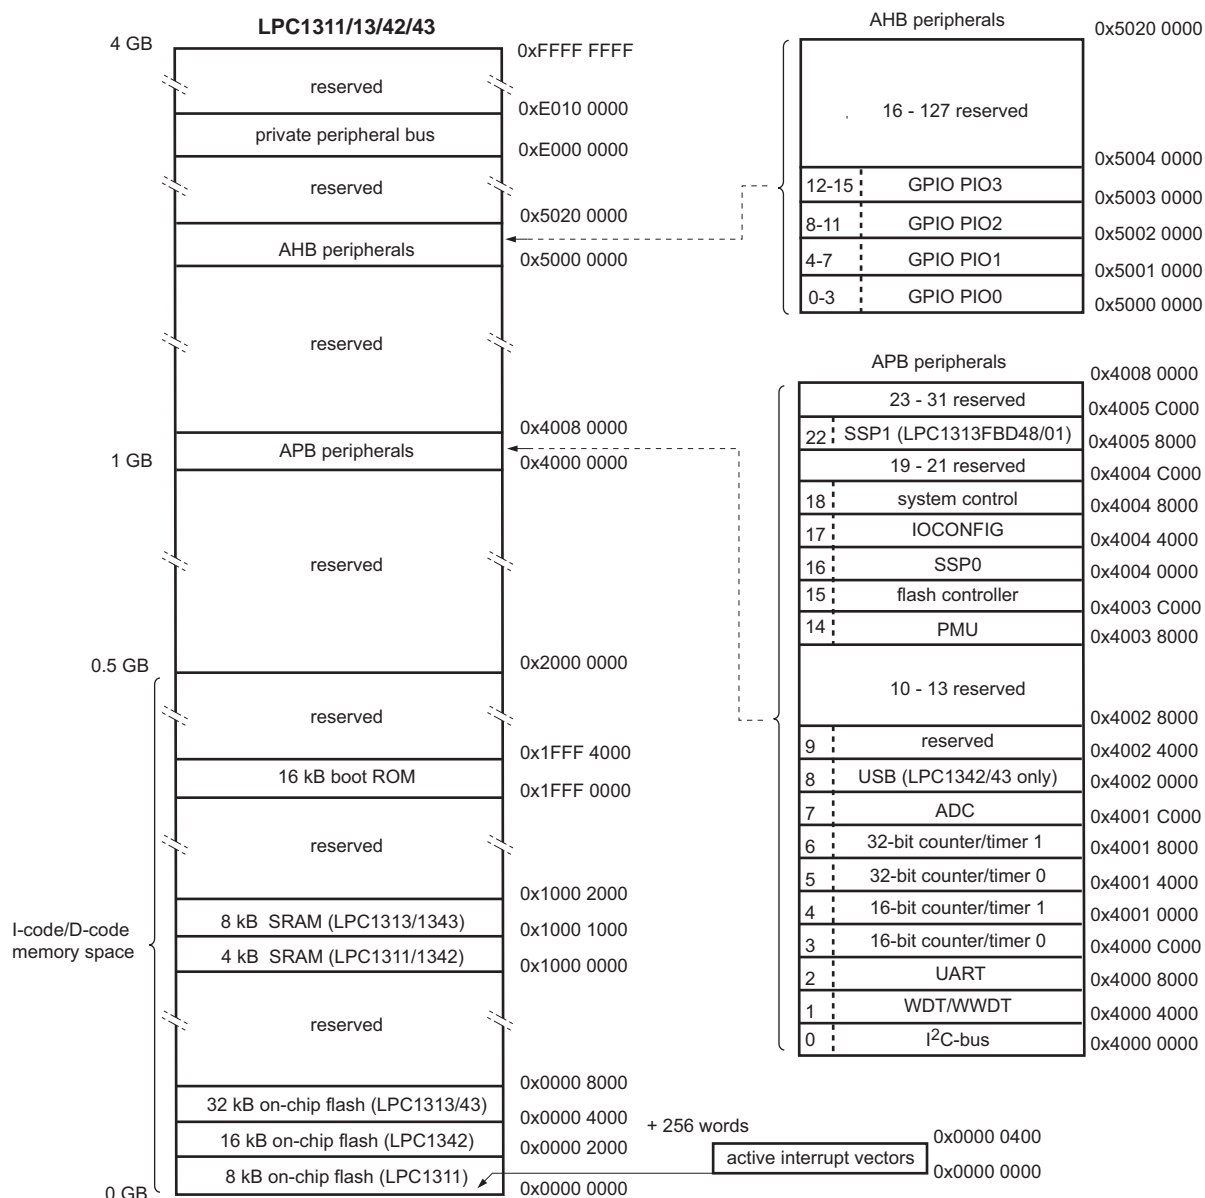 LPC1311/13/42/43
4 GB
0xFFFF FFFF
reserved
0xE010 0000
private peripheral bus
0xE000 0000
reserved
0x5020 0000
AHB peripherals
0x5000 0000
reserved
0x4008 0000
APB peripherals
1 GB
0x4000 0000
reserved
0.5 GB
0x2000 0000
reserved
0x1FFF 4000
16 kB boot ROM
0x1FFF 0000
reserved
0x1000 2000
8 kB SRAM (LPC1313/1343)
0x1000 1000
I-code/D-code
memory space
4 kB SRAM (LPC1311/1342)
0x1000 0000
reserved
0x0000 8000
32 kB on-chip flash (LPC1313/43)
0x0000 4000
16 kB on-chip flash (LPC1342)
0x0000 2000
8 kB on-chip flash (LPC1311)
0 GB
0x0000 0000
+ 256 words
0x0000 0400
active interrupt vectors
0x0000 0000
AHB peripherals
0x5020 0000
16 - 127 reserved
0x5004 0000
12-15 GPIO PIO3
0x5003 0000
8-11 GPIO PIO2
0x5002 0000
4-7 GPIO PIO1
0x5001 0000
0-3 GPIO PIO0
0x5000 0000
APB peripherals
0x4008 0000
23 - 31 reserved
0x4005 C000
22 SSP1 (LPC1313FBD48/01)
0x4005 8000
19 - 21 reserved
0x4004 C000
18 system control
0x4004 8000
17 IOCONFIG
0x4004 4000
16 SSP0
0x4004 0000
15 flash controller
0x4003 C000
14 PMU
0x4003 8000
10 - 13 reserved
0x4002 8000
9 reserved
0x4002 4000
8 USB (LPC1342/43 only)
0x4002 0000
7 ADC
0x4001 C000
6 32-bit counter/timer 1
0x4001 8000
5 32-bit counter/timer 0
0x4001 4000
4 16-bit counter/timer 1
0x4001 0000
3 16-bit counter/timer 0
0x4000 C000
2 UART
0x4000 8000
1 WDT/WWDT
0x4000 4000
0 I2C-bus
0x4000 0000